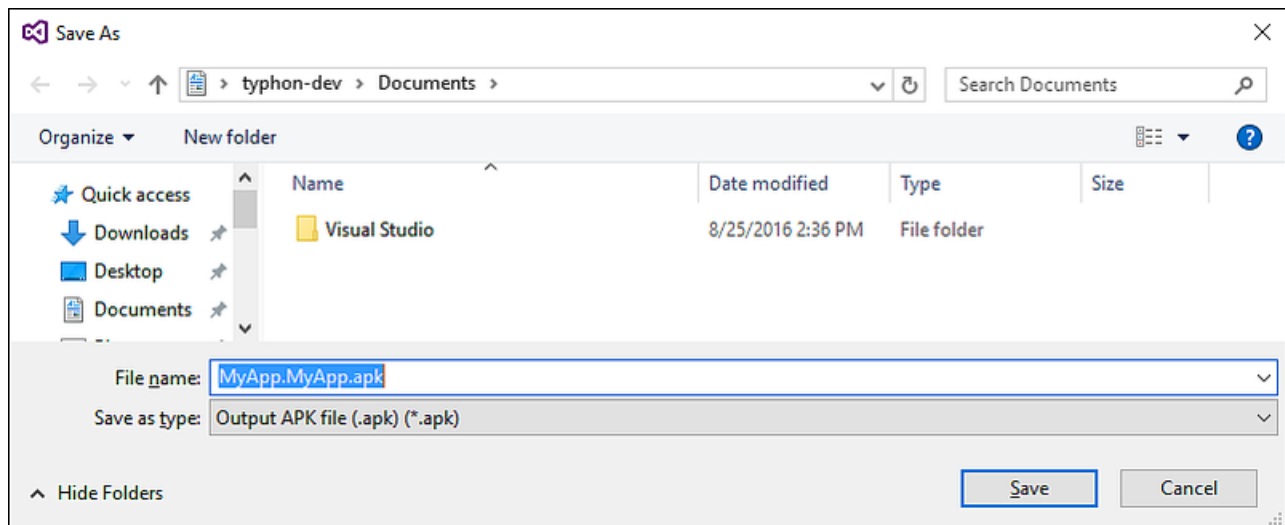 Save As
typhon-dev > Documents >
Search Documents
Organize
New folder
Name
Date modified
Type
Size
Quick access
Downloads
Desktop
Documents
Visual Studio
8/25/2016 2:36 PM
File folder
File name:
MyApp.MyApp.apk
Save as type:
Output APK file (.apk) (*.apk)
Hide Folders
Save
Cancel